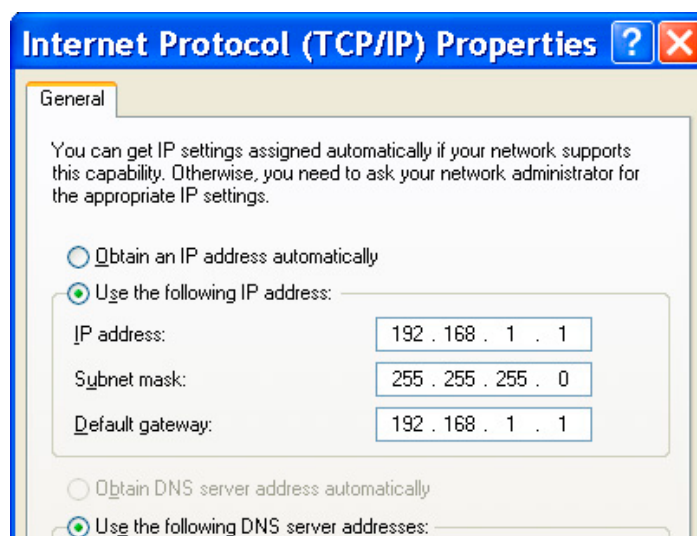 Internet Protocol (TCP/IP) Properties ?
General
You can get IP settings assigned automatically if your network supports
this capability. Otherwise, you need to ask your network administrator for
the appropriate IP settings.
Obtain an IP address automatically
Use the following IP address:
IP address: 192 . 168 . 1 . 1
Subnet mask: 255 . 255 . 255 . 0
Default gateway: 192 . 168 . 1 . 1
Obtain DNS server address automatically
Use the following DNS server addresses: